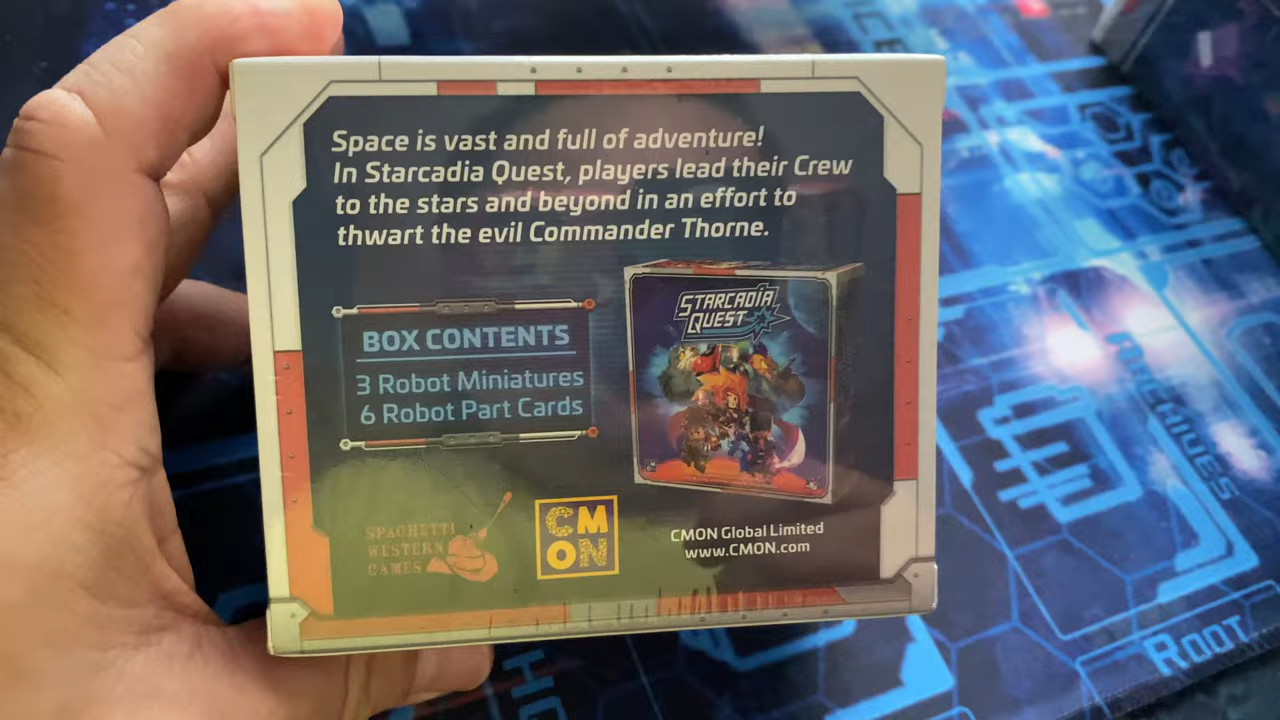 Space is vast and full of adventure!
In Starcadia Quest, players lead their Crew
to the stars and beyond in an effort to
thwart the evil Commander Thorne.
BOX CONTENTS
3 Robot Miniatures
6 Robot Part Cards
STARCADIA
QUEST
SPAGHETTI
WESTERN
GAMES
CM
ON
CMON Global Limited
www.CMON.com
ARCHIVES
ROOT